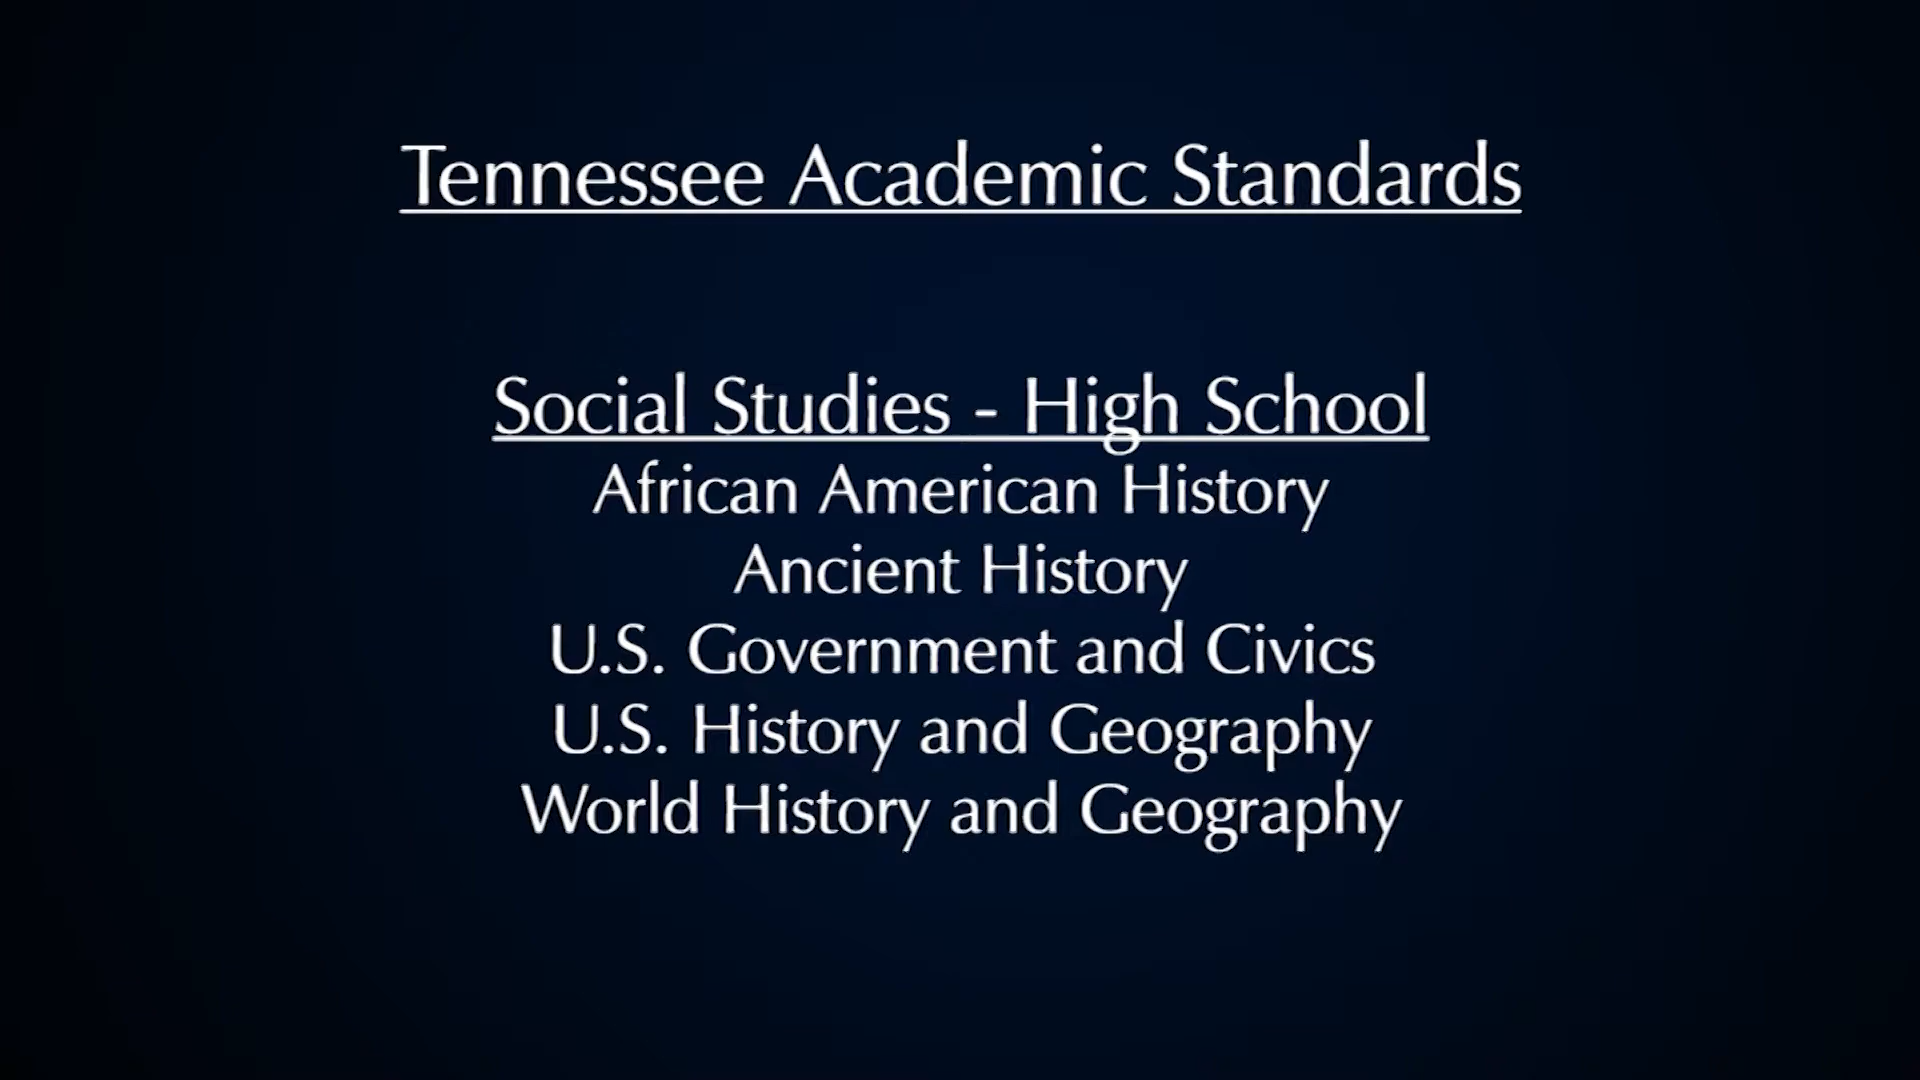 Tennessee Academic Standards
Social Studies - High School
African American History
Ancient History
U.S. Government and Civics
U.S. History and Geography
World History and Geography